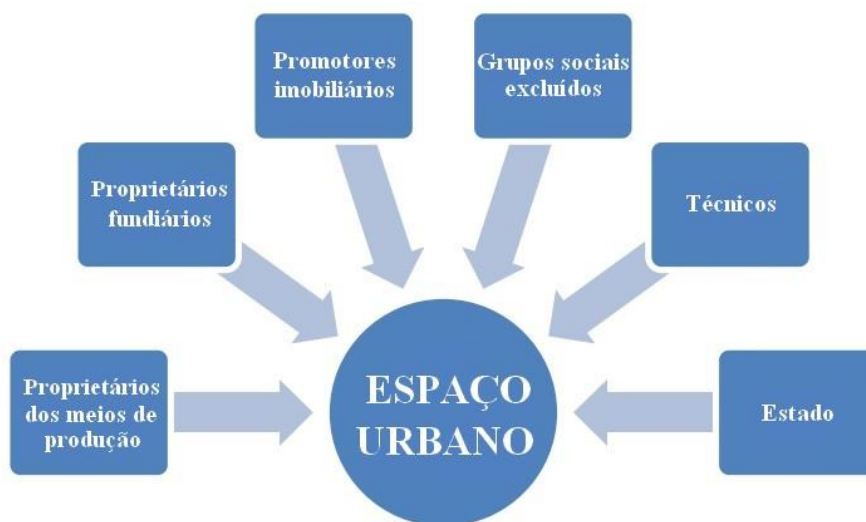 Promotores
imobiliários
Grupos sociais
excluídos
Proprietários
fundiários
Técnicos
Proprietários
dos meios de
produção
ESPAÇO
URBANO
Estado